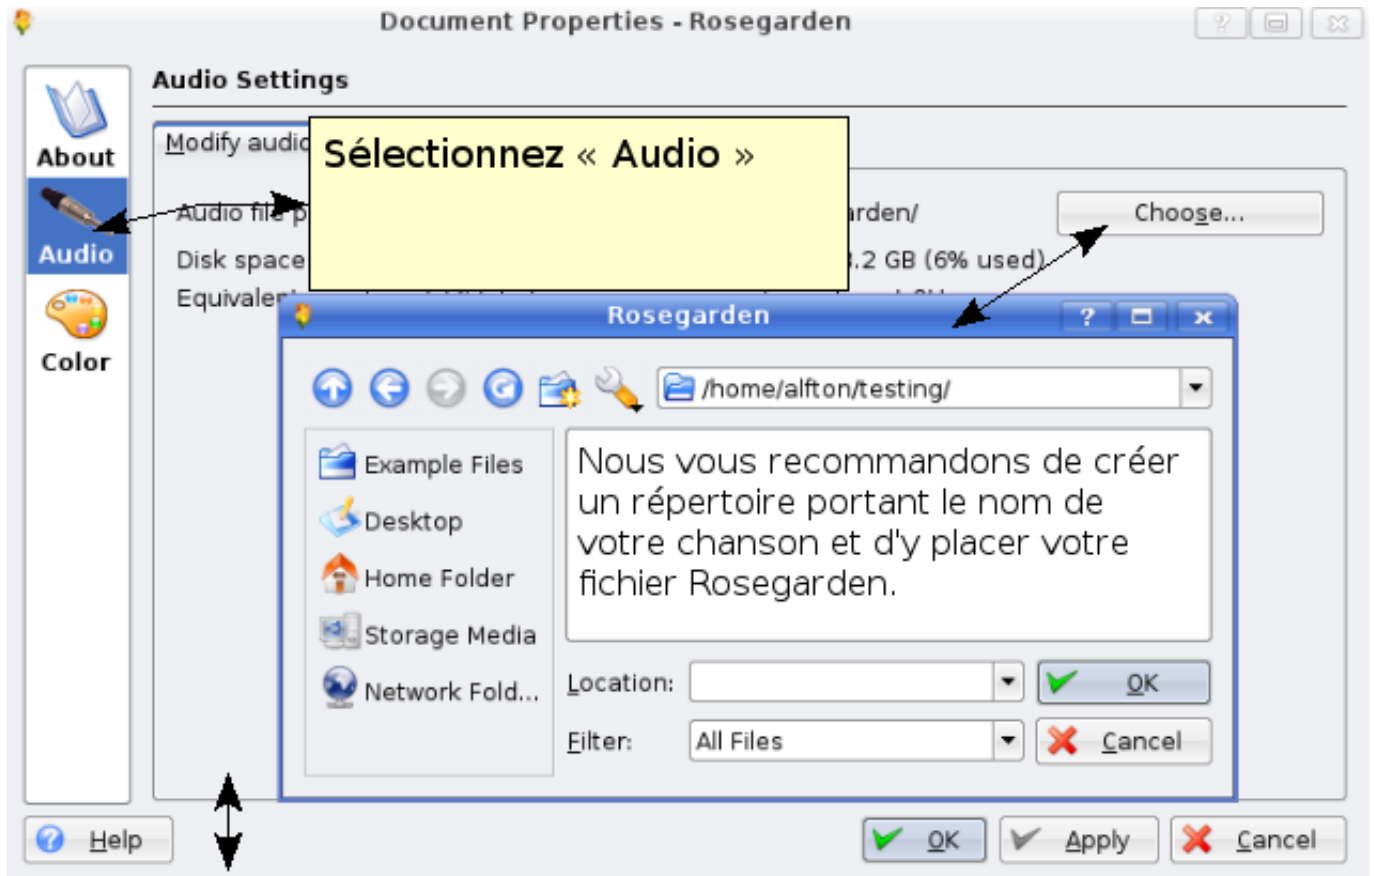 Document Properties - Rosegarden
Audio Settings
About
Audio
Color
Modify audio
Sélectionnez « Audio »
Audio file p arden/
Choose...
Disk space .2 GB (6% used)
Equivalen
Rosegarden
/home/alfton/testing/
Example Files
Desktop
Home Folder
Storage Media
Network Fold...
Nous vous recommandons de créer
un répertoire portant le nom de
votre chanson et d'y placer votre
fichier Rosegarden.
Location:
OK
Filter: All Files
Cancel
Help
OK
Apply
Cancel